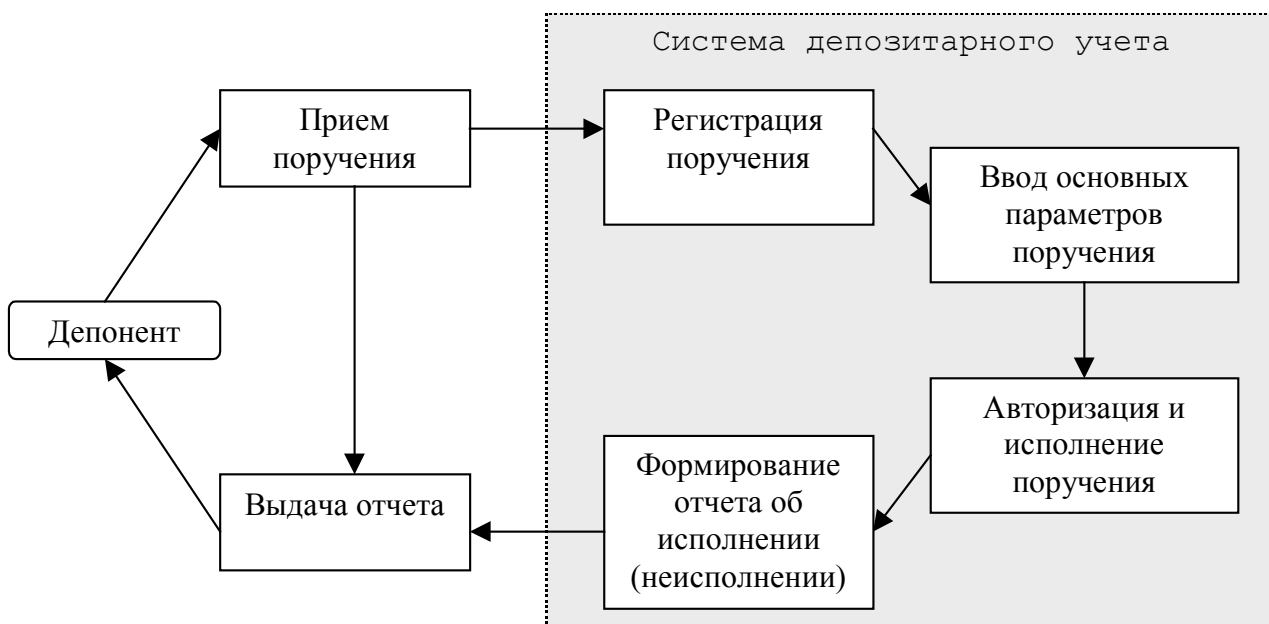 Система депозитарного учета
Прием
поручения
Регистрация
поручения
Ввод основных
параметров
поручения
Депонент
Авторизация и
исполнение
поручения
Формирование
отчета об
исполнении
(неисполнении)
Выдача отчета